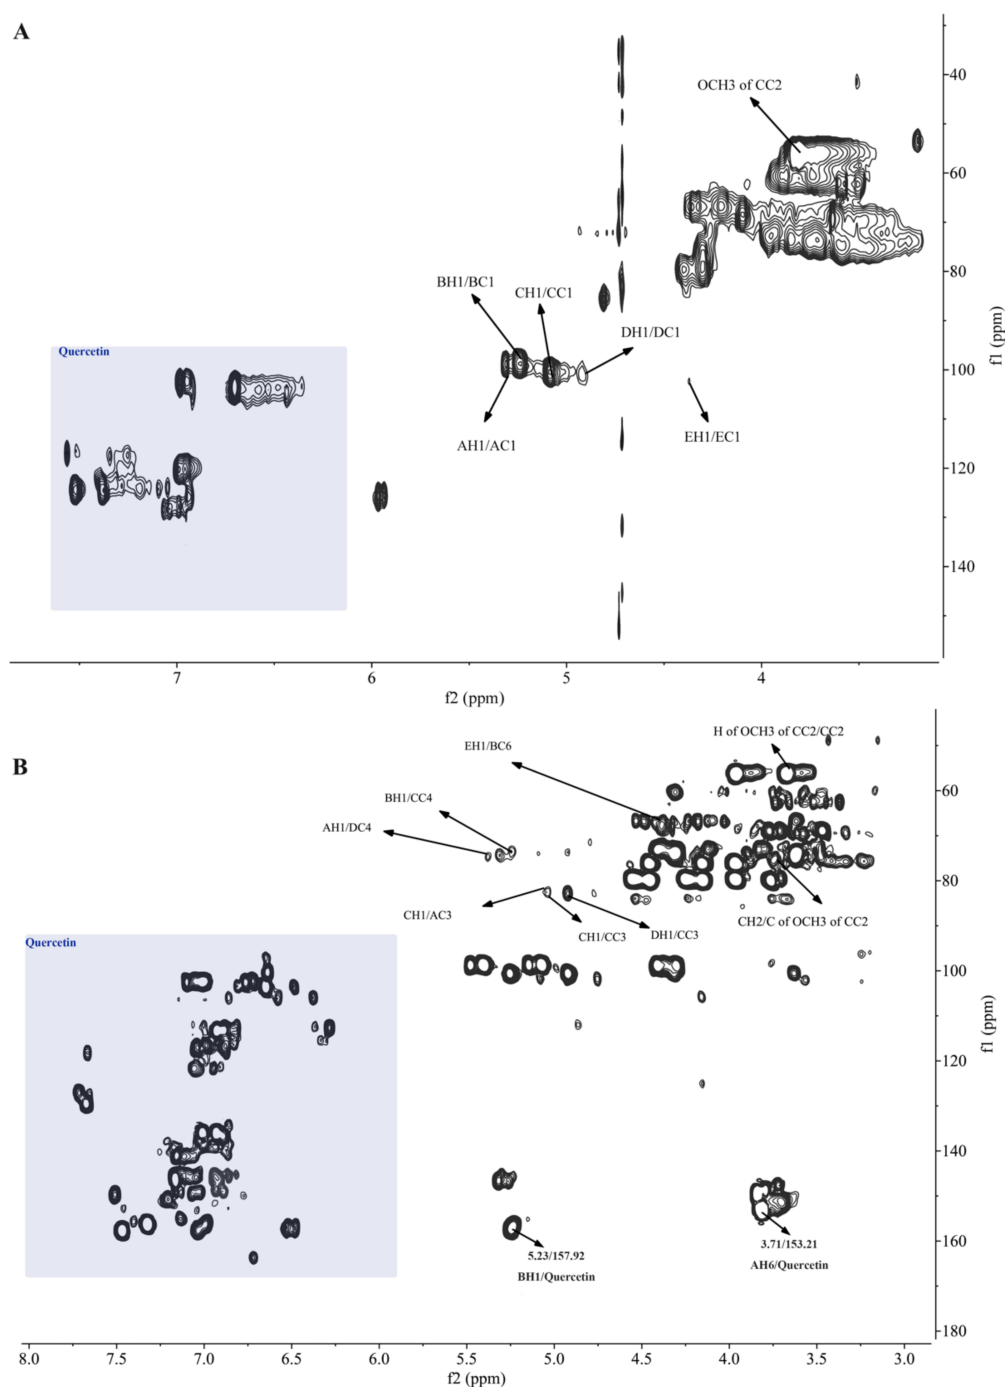 A
40
OCH3 of CC2
60
80
BH1/BC1
CH1/CC1
DH1/DC1
Quercetin
100
AH1/AC1
EH1/EC1
120
140
f1 (ppm)
7
6
5
4
f2 (ppm)
B
H of OCH3 of CC2/CC2
EH1/BC6
60
BH1/CC4
AH1/DC4
80
CH1/AC3
CH1/CC3
DH1/CC3
CH2/C of OCH3 of CC2
Quercetin
100
f1 (ppm)
120
140
160
5.23/157.92
BH1/Quercetin
3.71/153.21
AH6/Quercetin
180
8.0
7.0
6.5
6.0
5.5
5.0
4.5
4.0
3.5
3.0
f2 (ppm)